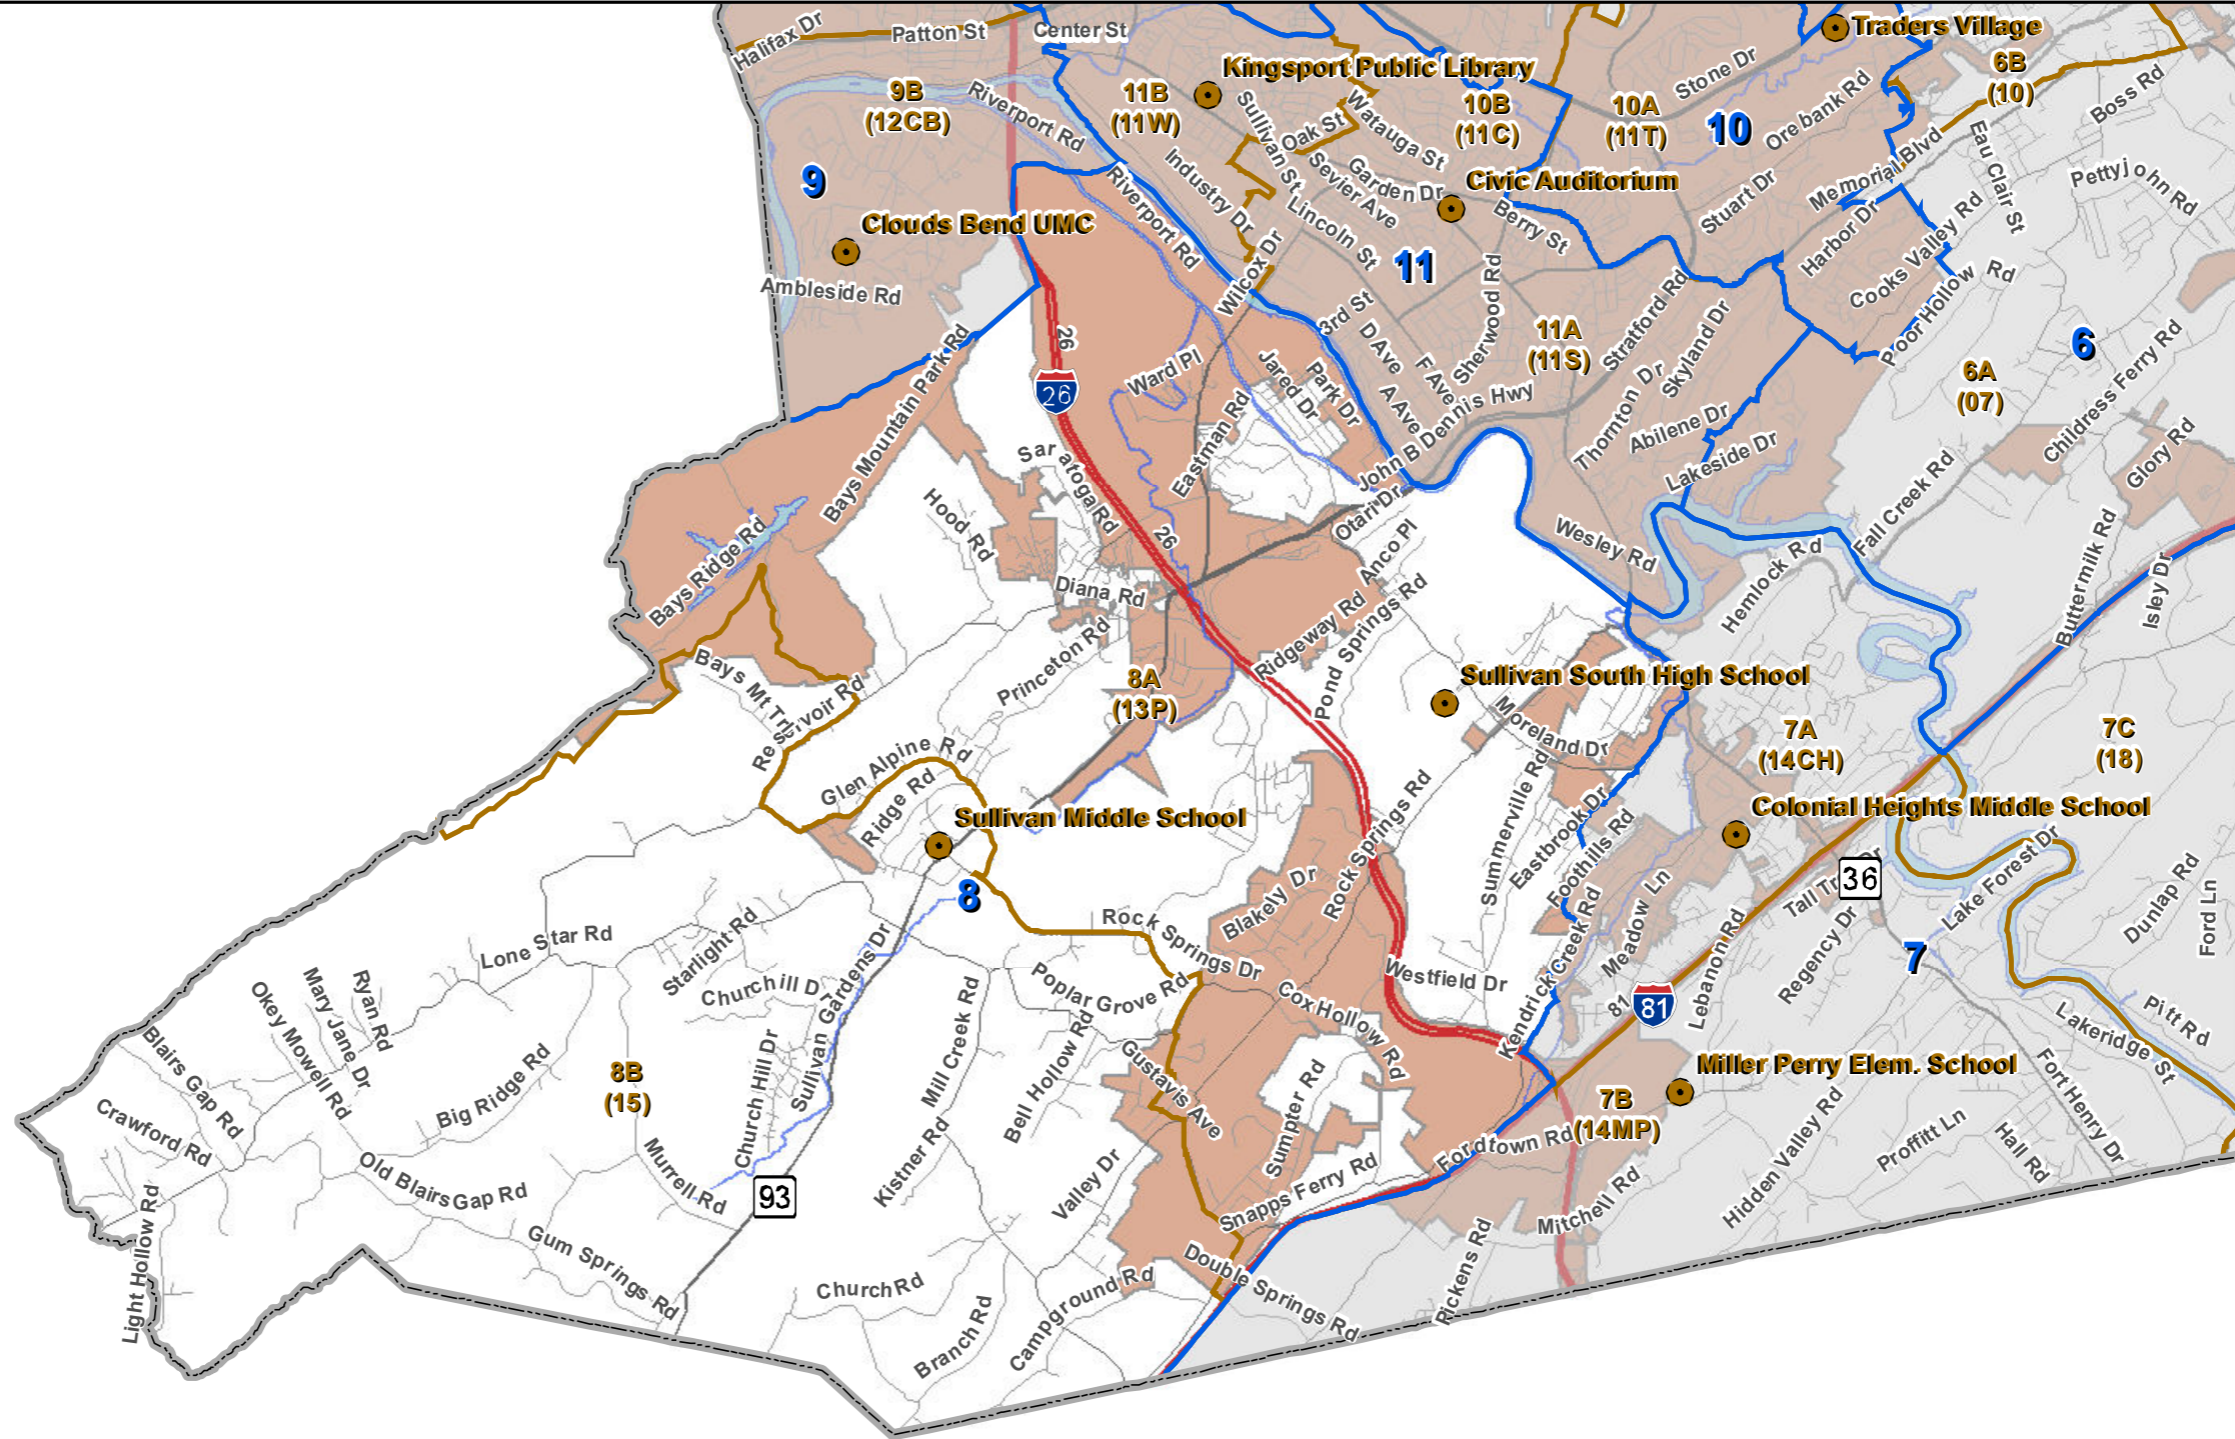 Halifax Dr
Patton St
Center St
Traders Village
Kingsport Public Library
Stone Dr
6B
(10)
Boss Rd
9B
(12CB)
Riverport Rd
11B
(11W)
Sullivan St
Oak St
Watauga St
10B
(11C)
10A
(11T)
10
Ore bank Rd
Memorial Blvd
Eau Clair St
Pettyjohn Rd
9
Clouds Bend UMC
Ambleside Rd
Riverport Rd
Industry Dr
Sevier Ave
Garden Dr
Civic Auditorium
Lincoln St
Berry St
Stuart Dr
Harbor Dr
Cooks Valley Rd
Poor Hollow Rd
Wilcox Dr
11
3rd St
D Ave
F Ave
A Ave
Sherwood Rd
11A
(11S)
Stratford Rd
Skyland Dr
Thornton Dr
6
6A
(07)
Childress Ferry Rd
Glory Rd
26
26
Ward Pl
Jared Dr
Park Dr
Eastman Rd
John B Dennis Hwy
Abilene Dr
Lakeside Dr
Bays Mountain Park Rd
Saratoga Rd
26
Hood Rd
Otari Dr
Anco Pl
Wesley Rd
Fall Creek Rd
Hemlock Rd
Buttermilk Rd
Isley Dr
Bays Ridge Rd
Diana Rd
Princeton Rd
Ridgeway Rd
Pond Springs Rd
Bays Mt Trl
Reservoir Rd
8A
(13P)
Sullivan South High School
Moreland Dr
7A
(14CH)
7C
(18)
Glen Alpine Rd
Ridge Rd
Sullivan Middle School
8
Rock Springs Rd
Summerville Rd
Eastbrook Dr
Foothills Rd
Colonial Heights Middle School
36
Lake Forest Dr
Dunlap Rd
Ford Ln
Blakely Dr
Rock Springs Dr
Meadow Ln
Lebanon Rd
Regency Dr
7
Lone Star Rd
Starlight Rd
Churchill D
Sullivan Gardens Dr
Poplar Grove Rd
Cox Hollow Rd
Westfield Dr
Kendrick Creek Rd
81
81
Pitt Rd
Lakeridge St
Ryan Rd
Mary Jane Dr
Okey Mowell Rd
Blairs Gap Rd
Crawford Rd
Big Ridge Rd
8B
(15)
Church Hill Dr
Mill Creek Rd
Bell Hollow Rd
Gustavis Ave
Sumpter Rd
Miller Perry Elem. School
7B
(14MP)
Fordtown Rd
Fort Henry Dr
Proffitt Ln
Hall Rd
Hidden Valley Rd
Mitchell Rd
Old Blairs Gap Rd
Murrell Rd
93
Kistner Rd
Valley Dr
Snapps Ferry Rd
Light Hollow Rd
Gum Springs Rd
Church Rd
Branch Rd
Campground Rd
Double Springs Rd
Pickens Rd